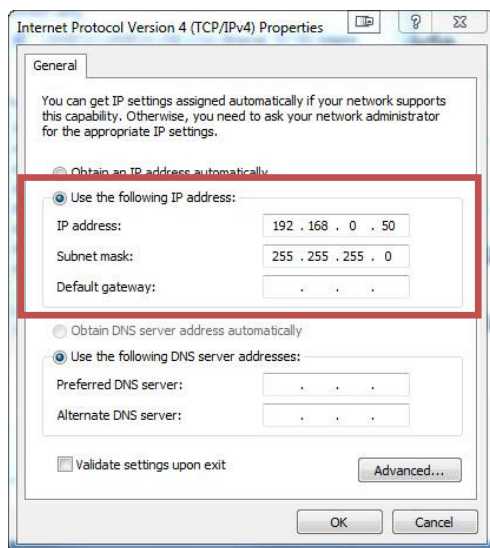 Internet Protocol Version 4 (TCP/IPv4) Properties
General
You can get IP settings assigned automatically if your network supports
this capability. Otherwise, you need to ask your network administrator
for the appropriate IP settings.
Obtain an IP address automatically
Use the following IP address:
IP address: 192 . 168 . 0 . 50
Subnet mask: 255 . 255 . 255 . 0
Default gateway: . . .
Obtain DNS server address automatically
Use the following DNS server addresses:
Preferred DNS server: . . .
Alternate DNS server: . . .
Validate settings upon exit
Advanced...
OK Cancel